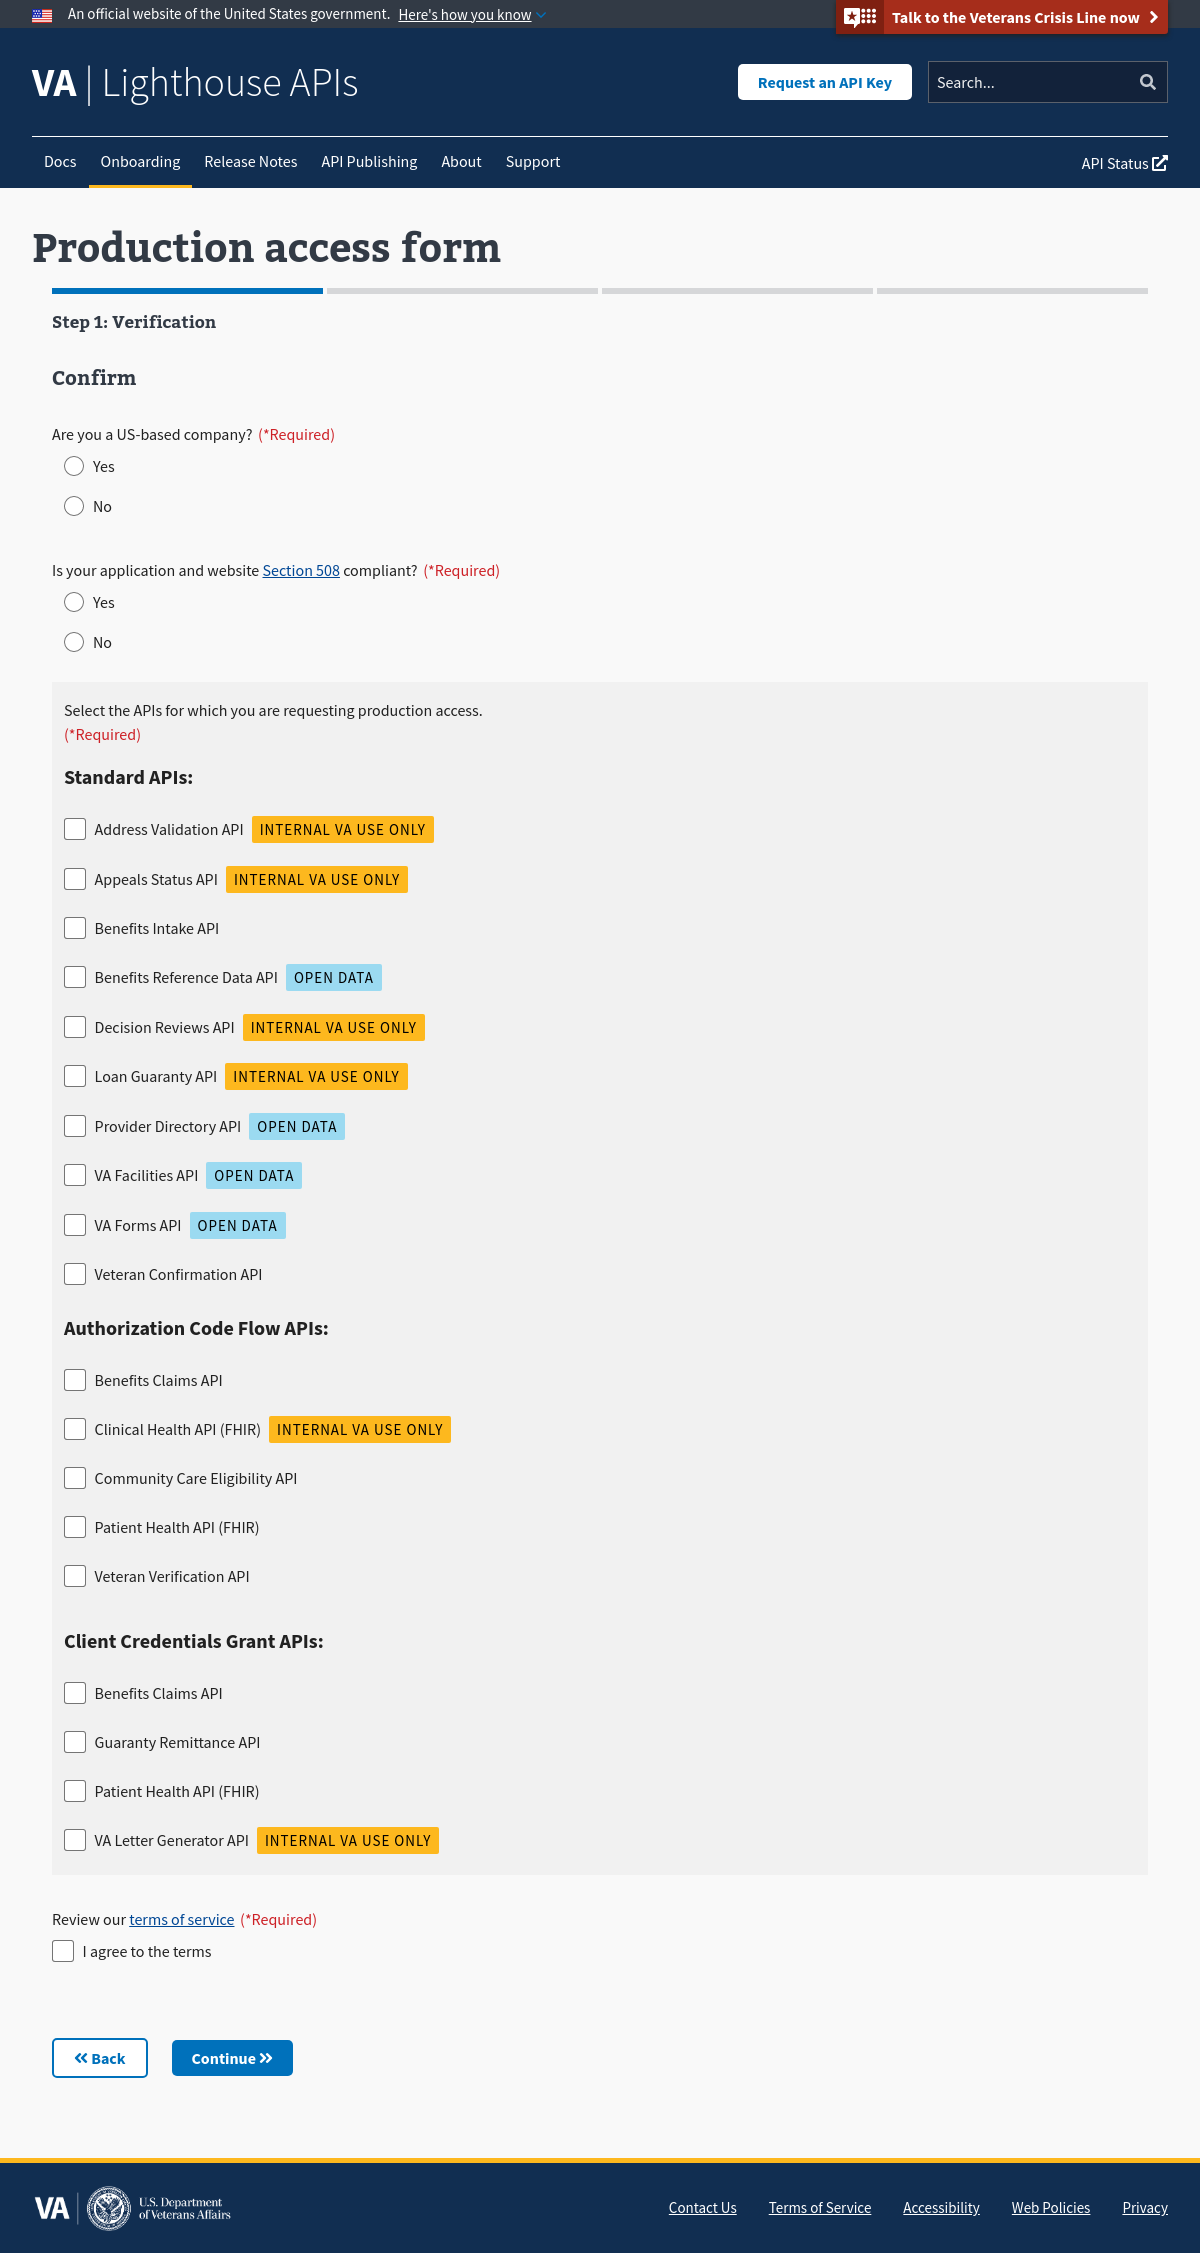 An official website of the United States government. Here's how you know
Talk to the Veterans Crisis Line now
VA | Lighthouse APIs
Request an API Key
Search...
Docs Onboarding Release Notes API Publishing About Support
API Status
Production access form
Step 1: Verification
Confirm
Are you a US-based company? (*Required)
Yes
No
Is your application and website Section 508 compliant? (*Required)
Yes
No
Select the APIs for which you are requesting production access.
(*Required)
Standard APIs:
Address Validation API INTERNAL VA USE ONLY
Appeals Status API INTERNAL VA USE ONLY
Benefits Intake API
Benefits Reference Data API OPEN DATA
Decision Reviews API INTERNAL VA USE ONLY
Loan Guaranty API INTERNAL VA USE ONLY
Provider Directory API OPEN DATA
VA Facilities API OPEN DATA
VA Forms API OPEN DATA
Veteran Confirmation API
Authorization Code Flow APIs:
Benefits Claims API
Clinical Health API (FHIR) INTERNAL VA USE ONLY
Community Care Eligibility API
Patient Health API (FHIR)
Veteran Verification API
Client Credentials Grant APIs:
Benefits Claims API
Guaranty Remittance API
Patient Health API (FHIR)
VA Letter Generator API INTERNAL VA USE ONLY
Review our terms of service (*Required)
I agree to the terms
Back Continue
VA
U.S. Department
of Veterans Affairs
Contact Us Terms of Service Accessibility Web Policies Privacy